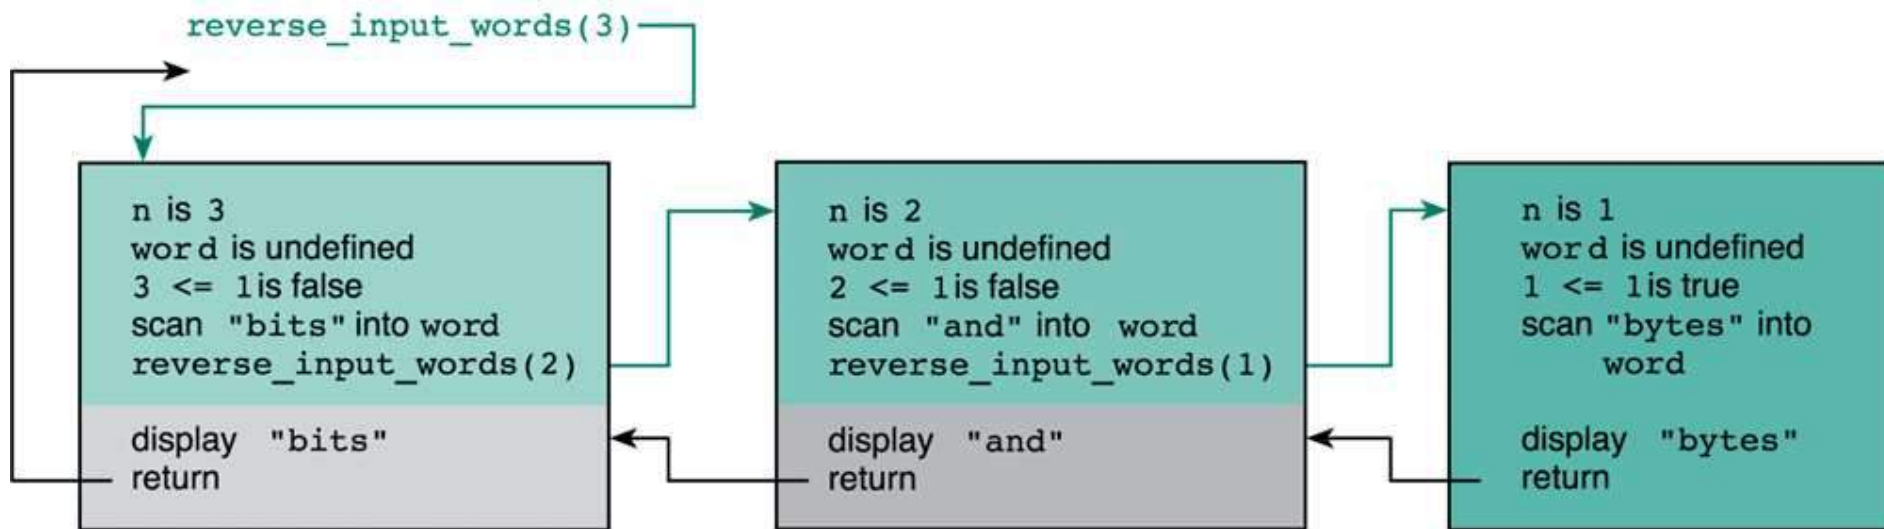 reverse_input_words(3)
n is 3
word is undefined
3 <= 1 is false
scan "bits" into word
reverse_input_words(2)
display "bits"
return
n is 2
word is undefined
2 <= 1 is false
scan "and" into word
reverse_input_words(1)
display "and"
return
n is 1
word is undefined
1 <= 1 is true
scan "bytes" into
word
display "bytes"
return